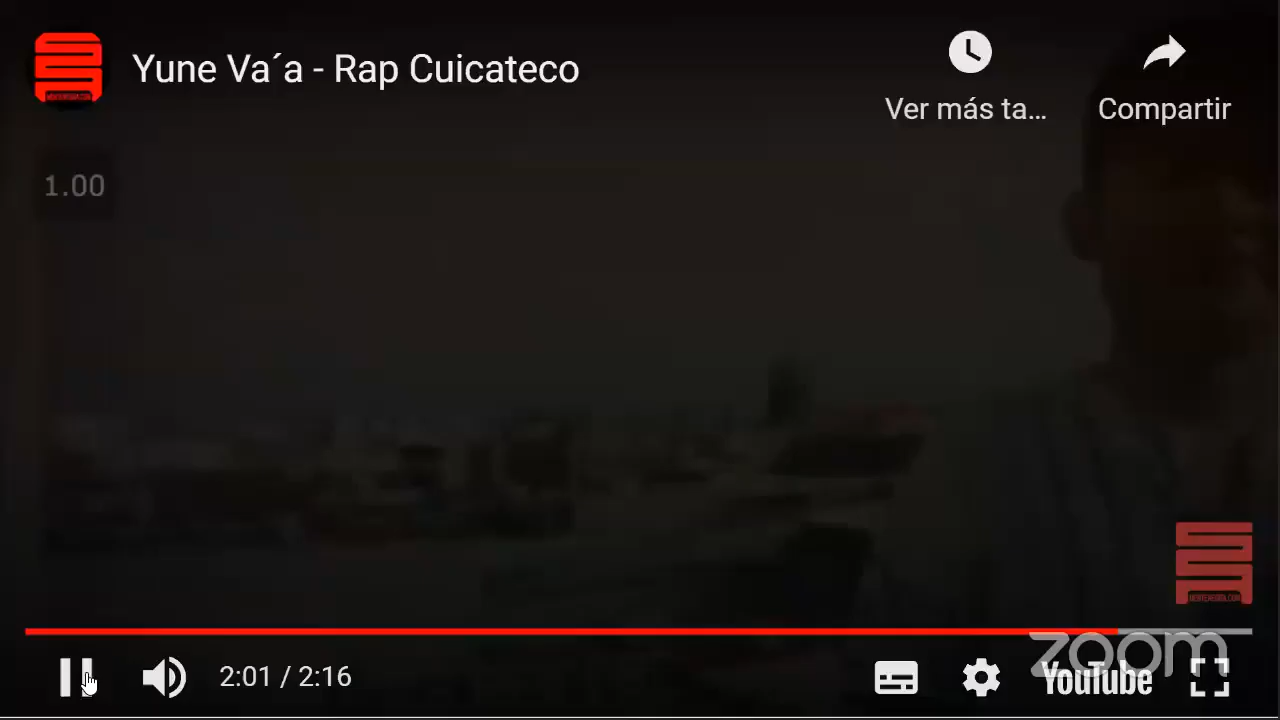 Yune Va´a - Rap Cuicateco
Ver más ta...
Compartir
1.00
2:01 / 2:16
YouTube
zoom